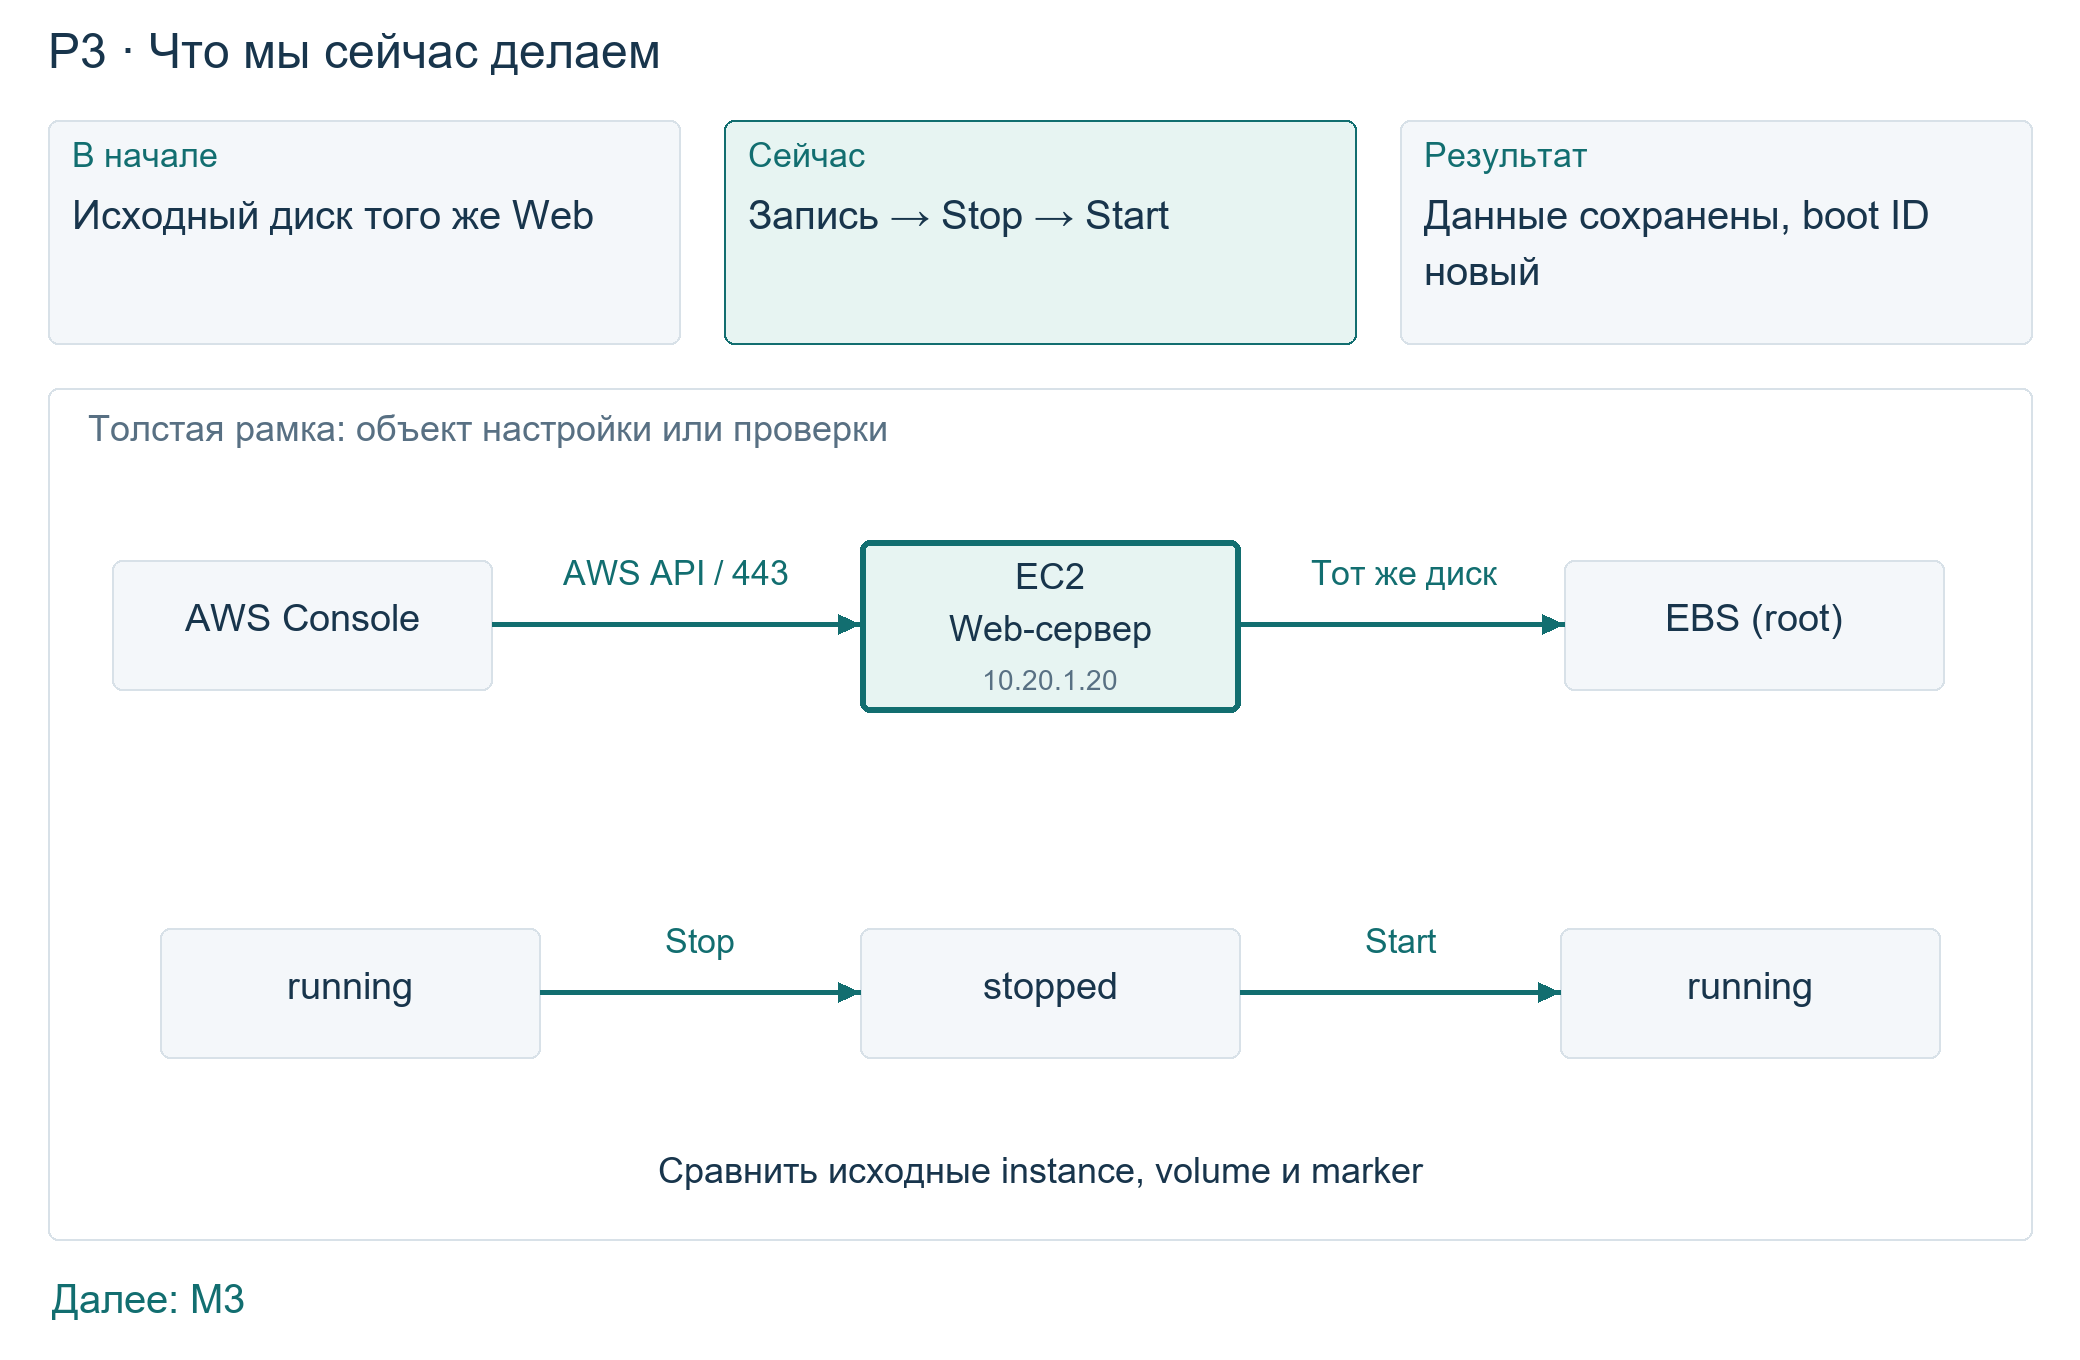 P3 · Что мы сейчас делаем
В начале
Исходный диск того же Web
Сейчас
Запись → Stop → Start
Результат
Данные сохранены, boot ID
новый
Толстая рамка: объект настройки или проверки
AWS Console
AWS API / 443
EC2
Web-сервер
10.20.1.20
Тот же диск
EBS (root)
running
Stop
stopped
Start
running
Сравнить исходные instance, volume и marker
Далее: M3